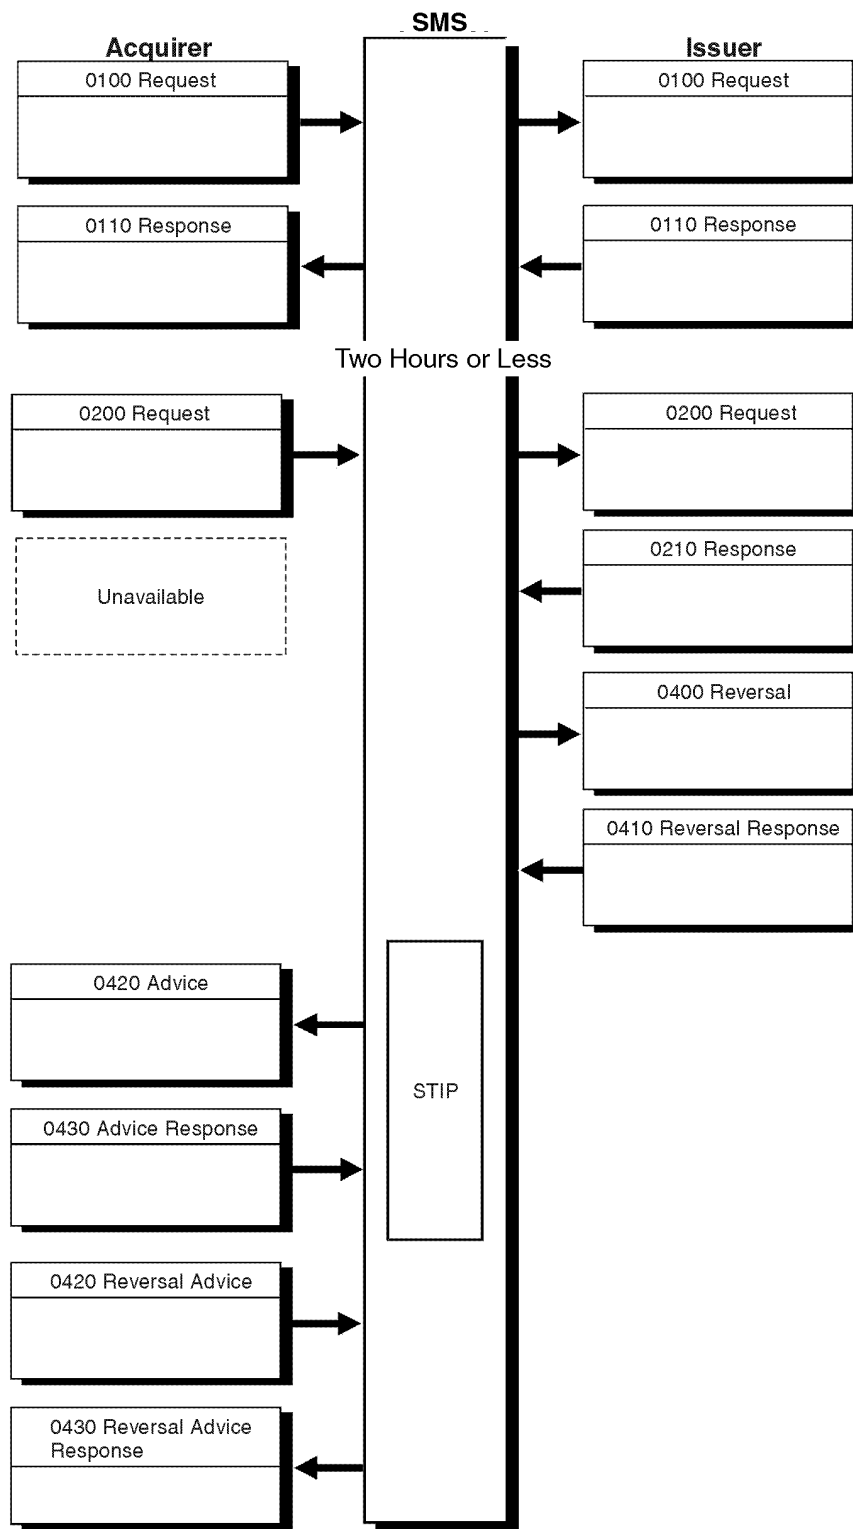 SMS
Acquirer
Issuer
0100 Request
0100 Request
0110 Response
0110 Response
Two Hours or Less
0200 Request
0200 Request
Unavailable
0210 Response
0400 Reversal
0410 Reversal Response
0420 Advice
STIP
0430 Advice Response
0420 Reversal Advice
0430 Reversal Advice
Response